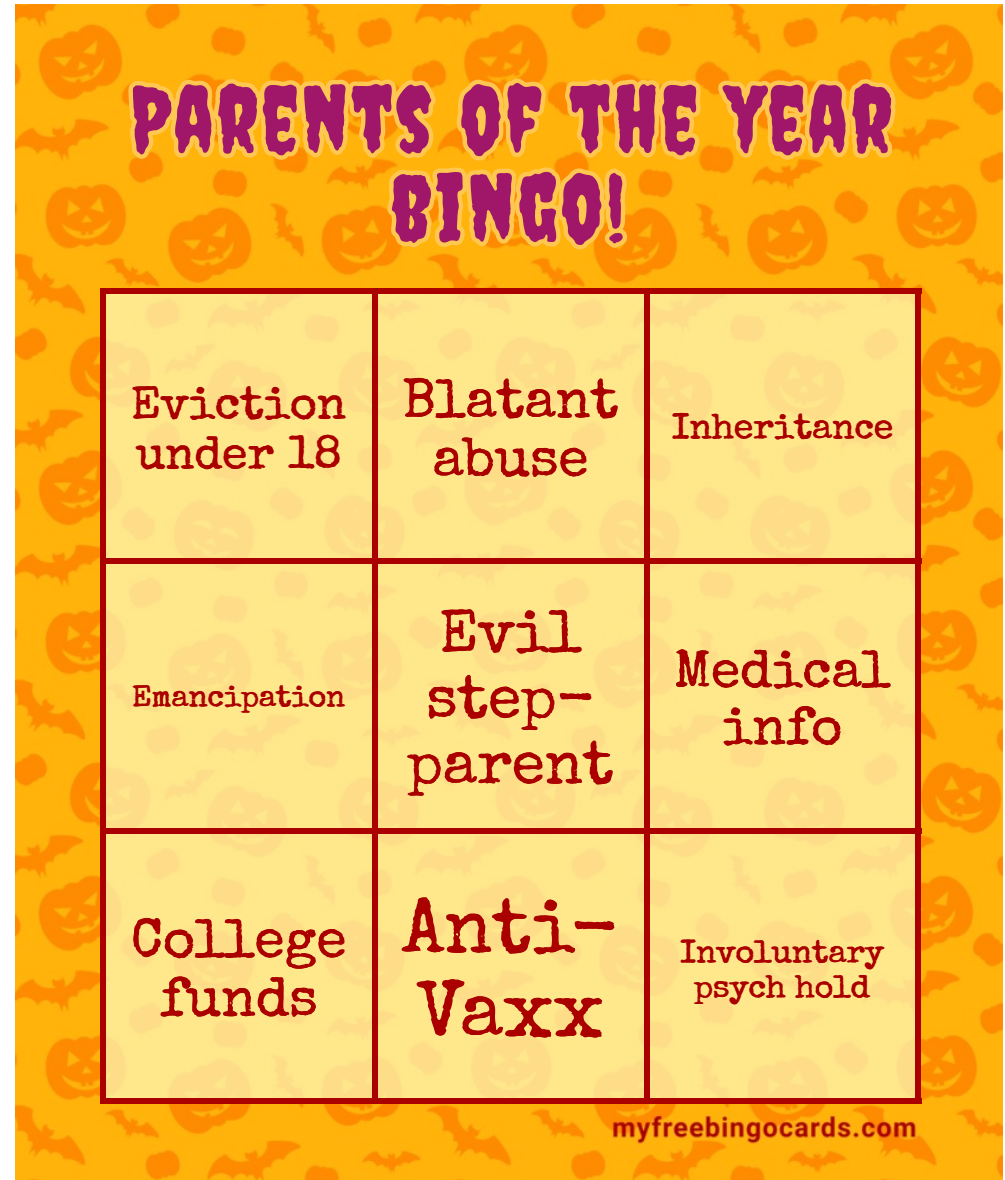 PARENTS OF THE YEAR
BINGO!
Eviction
under 18
Blatant
abuse
Inheritance
Emancipation
Evil
step-
parent
Medical
info
College
funds
Anti-
Vaxx
Involuntary
psych hold
myfreebingocards.com